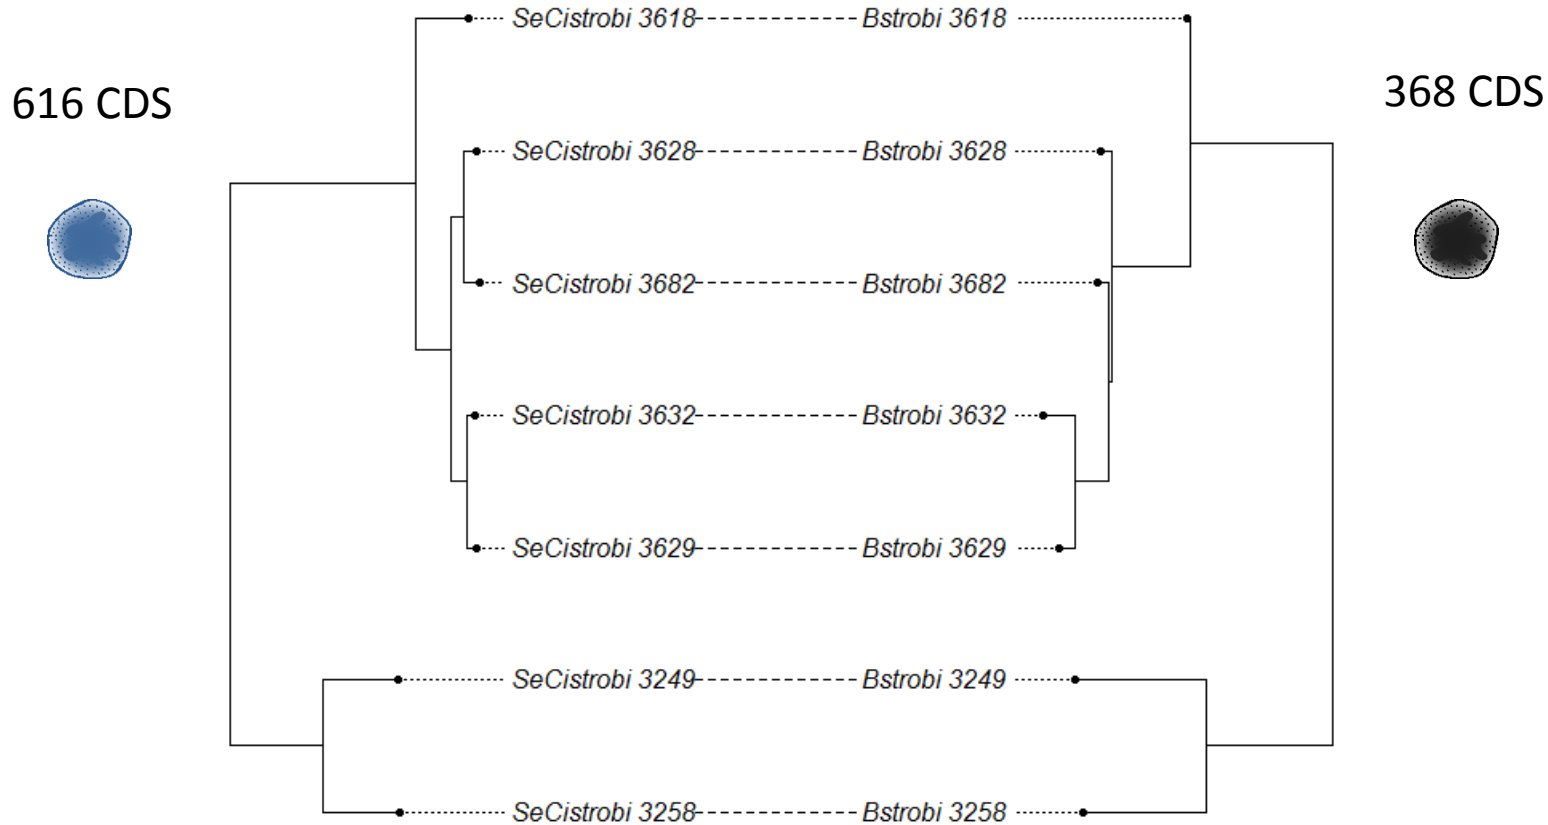 SeCistrobi 3618 Bstrobi 3618
616 CDS 368 CDS
SeCistrobi 3628 Bstrobi 3628
SeCistrobi 3682 Bstrobi 3682
SeCistrobi 3632 Bstrobi 3632
SeCistrobi 3629 Bstrobi 3629
SeCistrobi 3249 Bstrobi 3249
SeCistrobi 3258 Bstrobi 3258